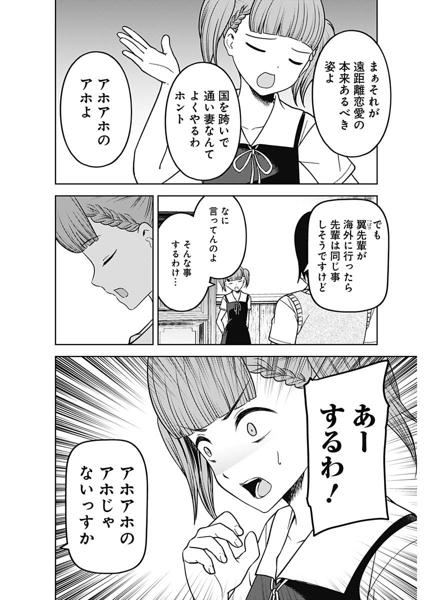 まぁそれが
遠距離恋愛の
本来あるべき
姿よ
国を跨いで
通い妻なんて
よくやるわ
ホント
アホアホの
アホよ
でも
翼先輩が
海外に行ったら
先輩は同じ事
しそうですけど
なに
言ってんのよ
そんな事
するわけ…
あー
するわ!
アホアホの
アホじゃ
ないっすか